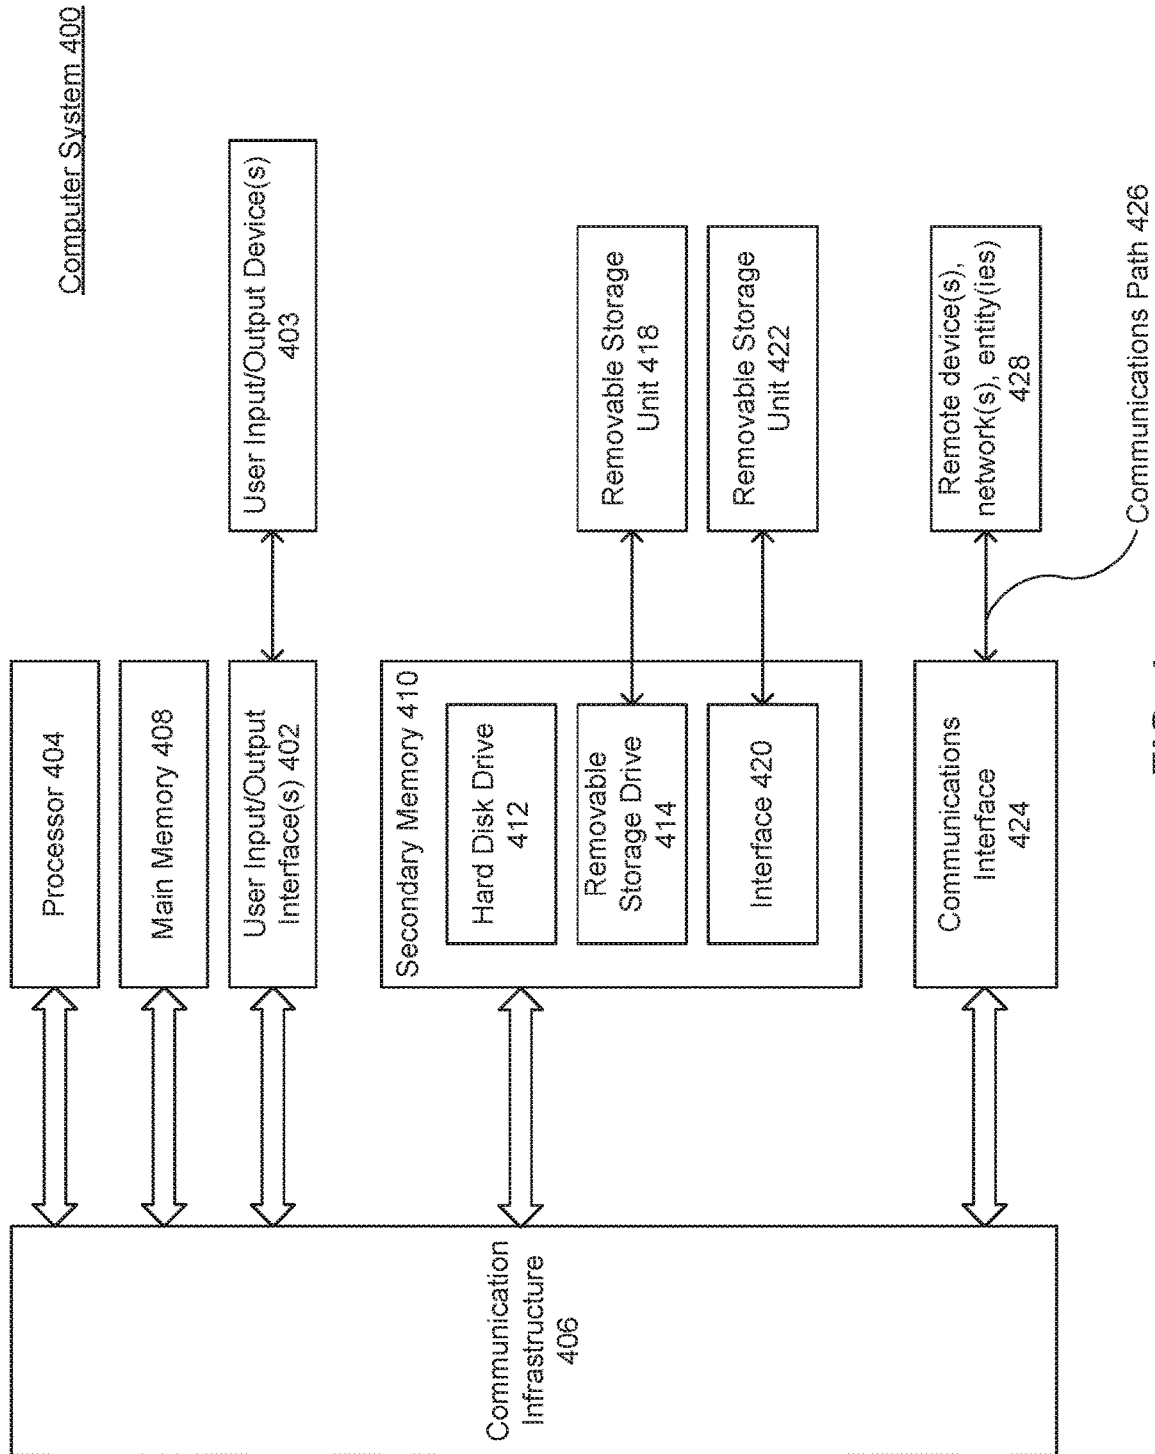 Computer System 400
Processor 404
Main Memory 408
User Input/Output
Interface(s) 402
User Input/Output Device(s)
403
Communication
Infrastructure
406
Secondary Memory 410
Hard Disk Drive
412
Removable
Storage Drive
414
Interface 420
Removable Storage
Unit 418
Removable Storage
Unit 422
Communications
Interface
424
Remote device(s),
network(s), entity(ies)
428
Communications Path 426